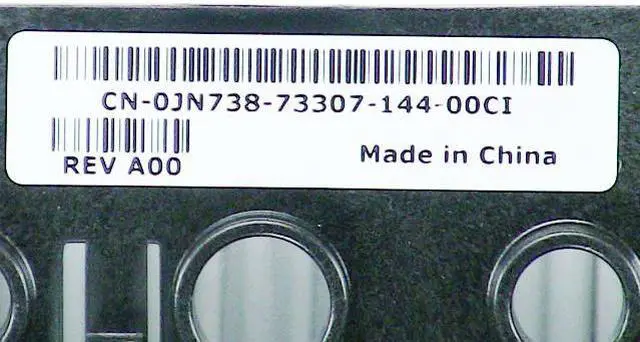 CN-0JN738-73307-144-00CI
REV A00
Made in China